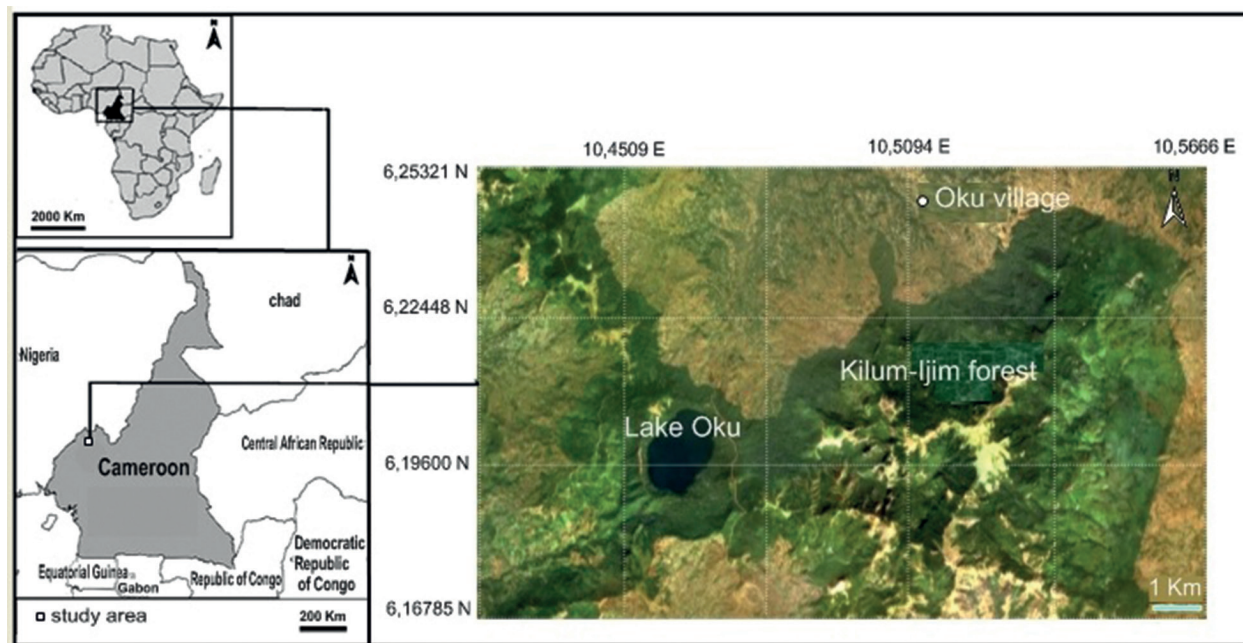 N
2000 Km
N
chad
Nigeria
Central African Republic
Cameroon
Democratic
Republic
of Congo
Equatorial Guinea
Gabon
Republic of Congo
study area
200 Km
10,4509 E
10,5094 E
10,5666 E
6,25321 N
6,22448 N
6,19600 N
6,16785 N
N
Oku village
Kilum-Ijim forest
Lake Oku
1 Km